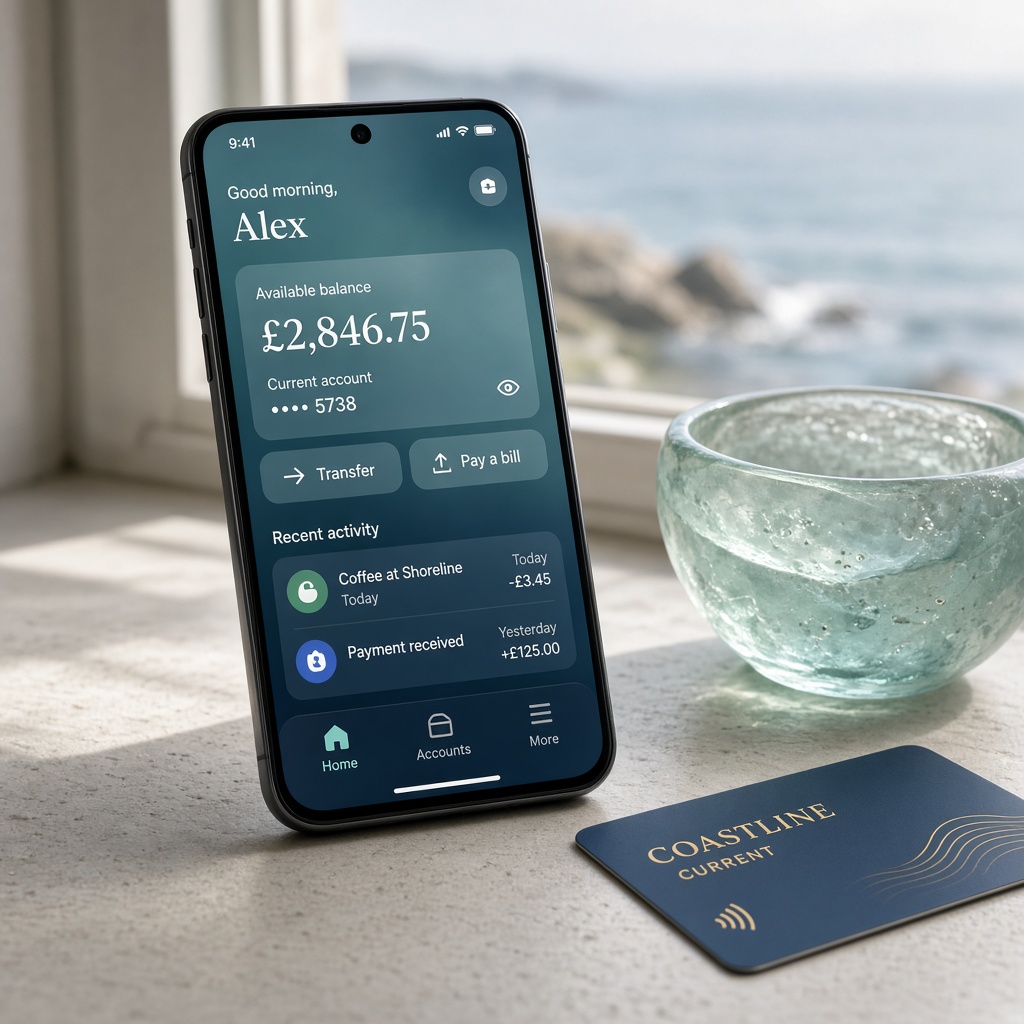 9:41
Good morning,
Alex
Available balance
£2,846.75
Current account
•••• 5738
Transfer
Pay a bill
Recent activity
Coffee at Shoreline
Today
Today
-£3.45
Payment received
Yesterday
+£125.00
Home
Accounts
More
COASTLINE
CURRENT